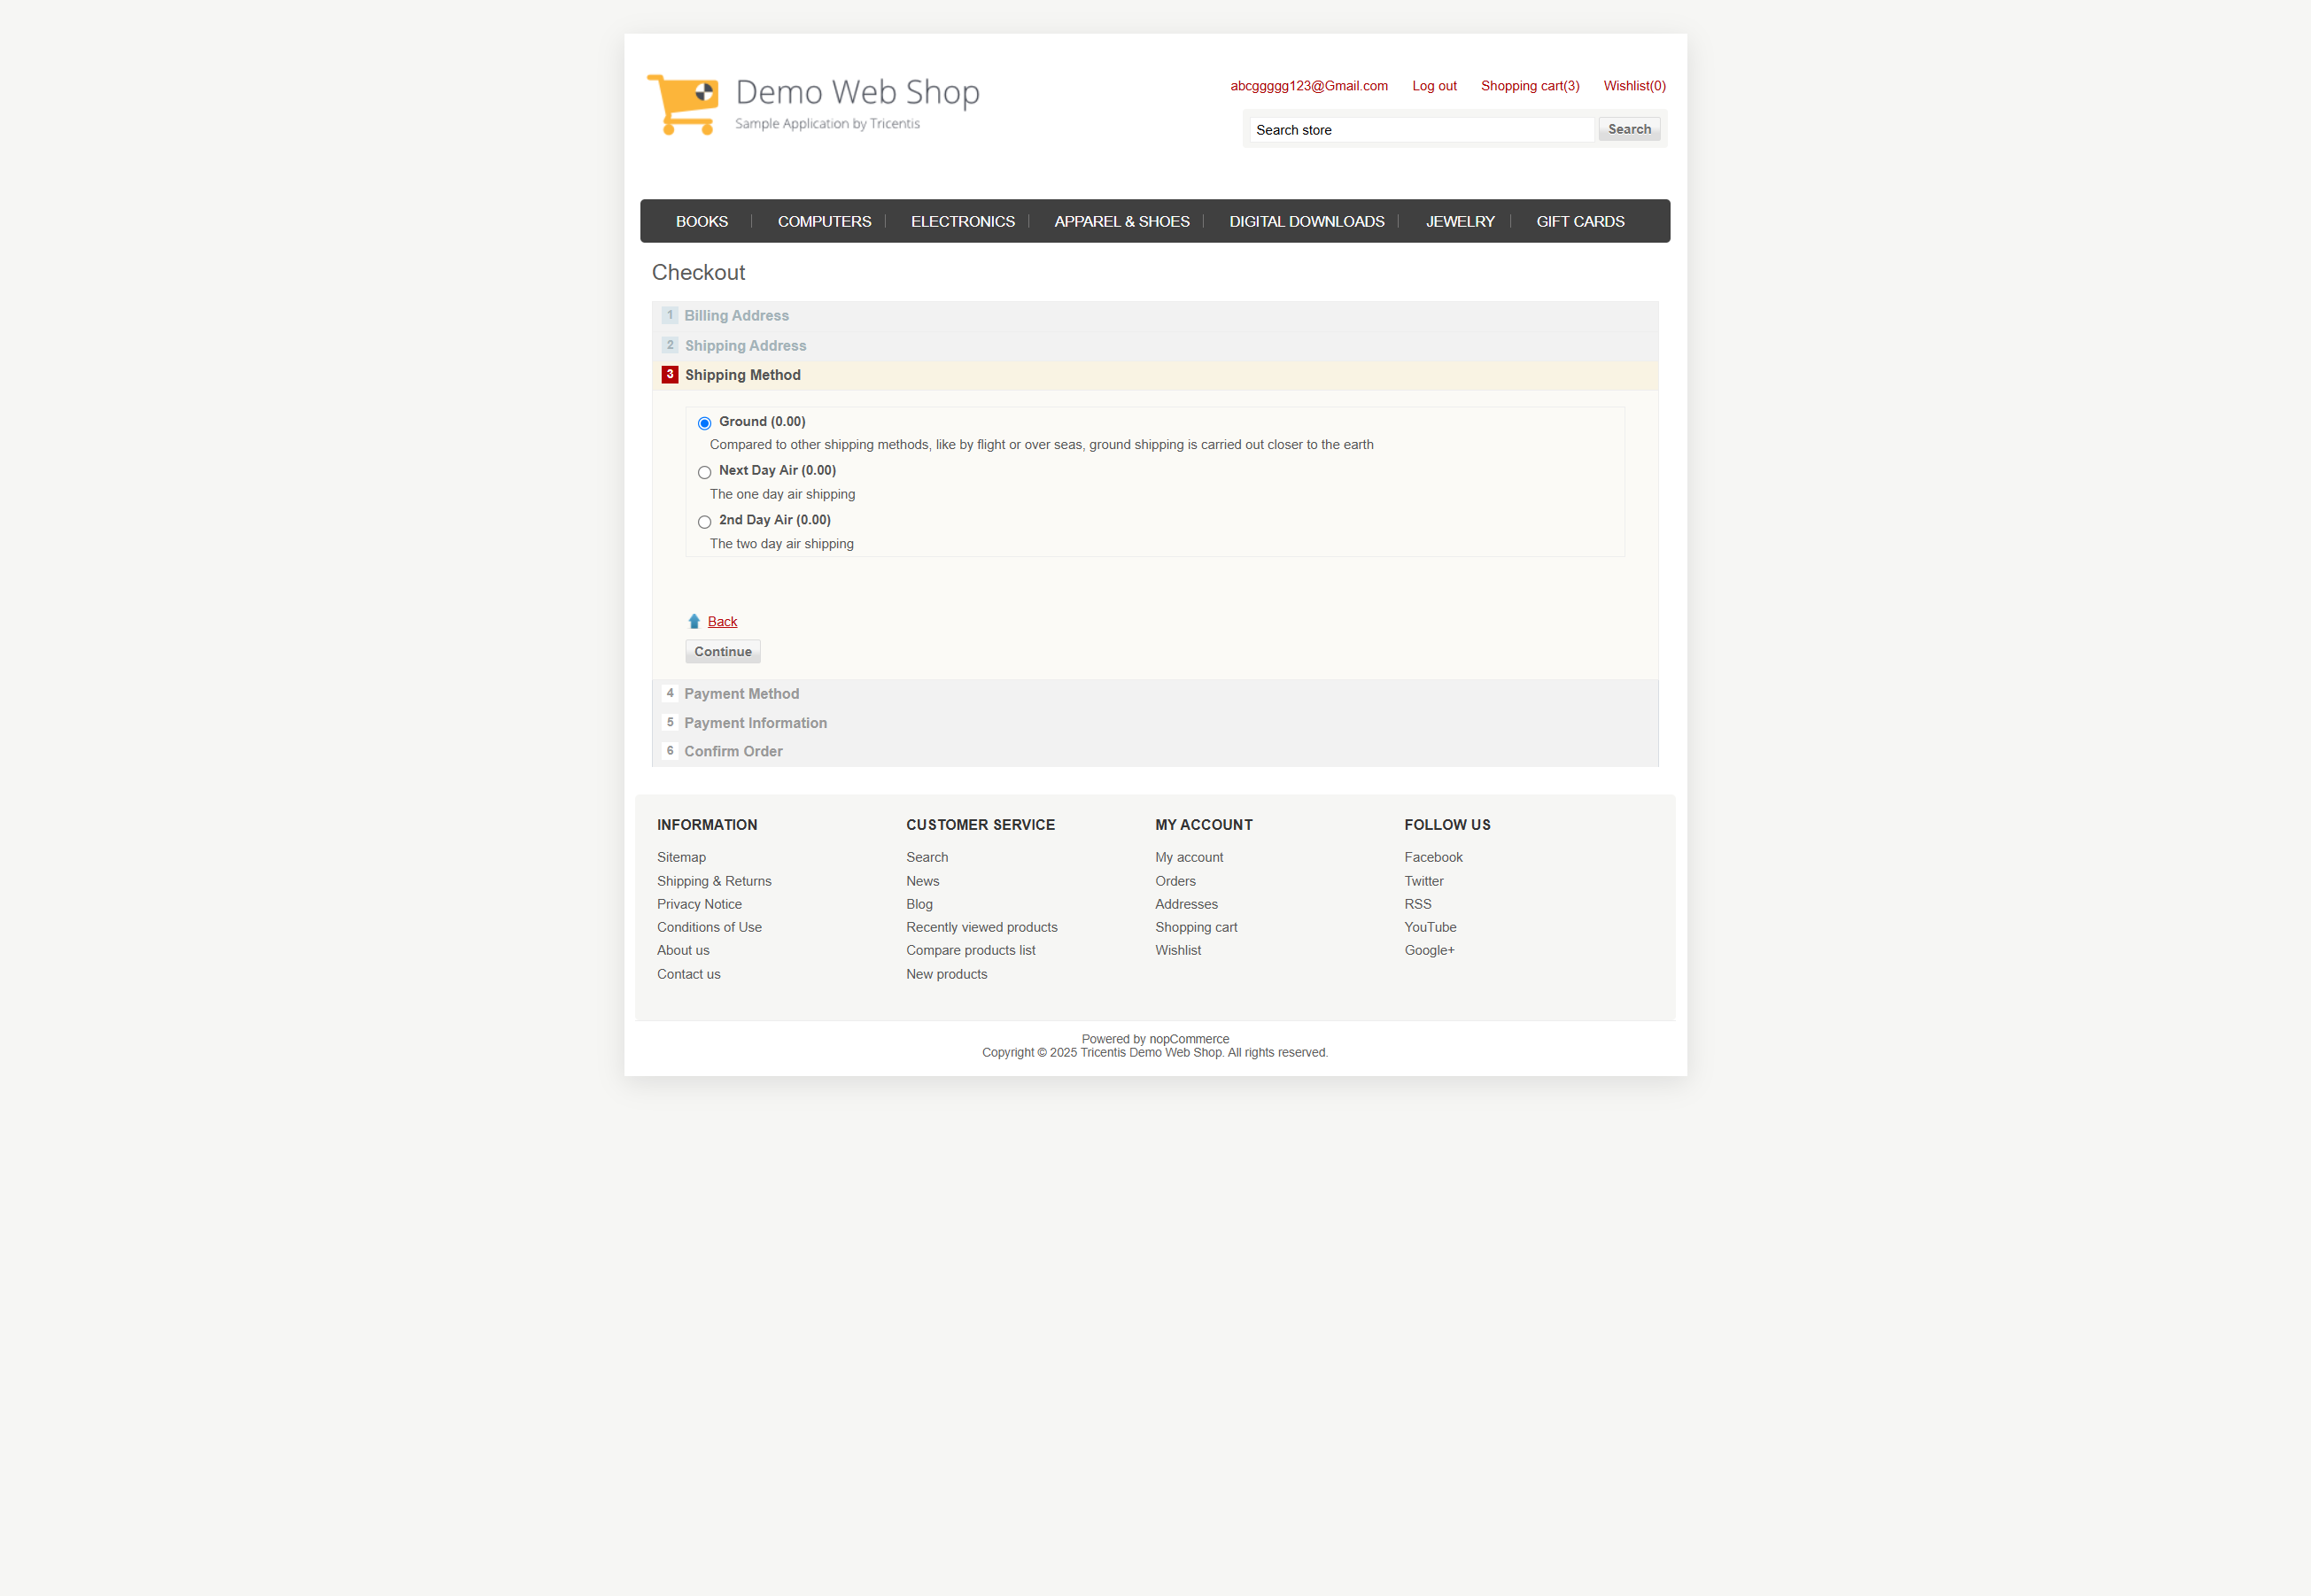 Demo Web Shop
Sample Application by Tricentis
abcggggg123@Gmail.com Log out Shopping cart(3) Wishlist(0)
Search store Search
BOOKS COMPUTERS ELECTRONICS APPAREL & SHOES DIGITAL DOWNLOADS JEWELRY GIFT CARDS
Checkout
1 Billing Address
2 Shipping Address
3 Shipping Method
Ground (0.00)
Compared to other shipping methods, like by flight or over seas, ground shipping is carried out closer to the earth
Next Day Air (0.00)
The one day air shipping
2nd Day Air (0.00)
The two day air shipping
Back
Continue
4 Payment Method
5 Payment Information
6 Confirm Order
INFORMATION
Sitemap
Shipping & Returns
Privacy Notice
Conditions of Use
About us
Contact us
CUSTOMER SERVICE
Search
News
Blog
Recently viewed products
Compare products list
New products
MY ACCOUNT
My account
Orders
Addresses
Shopping cart
Wishlist
FOLLOW US
Facebook
Twitter
RSS
YouTube
Google+
Powered by nopCommerce
Copyright © 2025 Tricentis Demo Web Shop. All rights reserved.